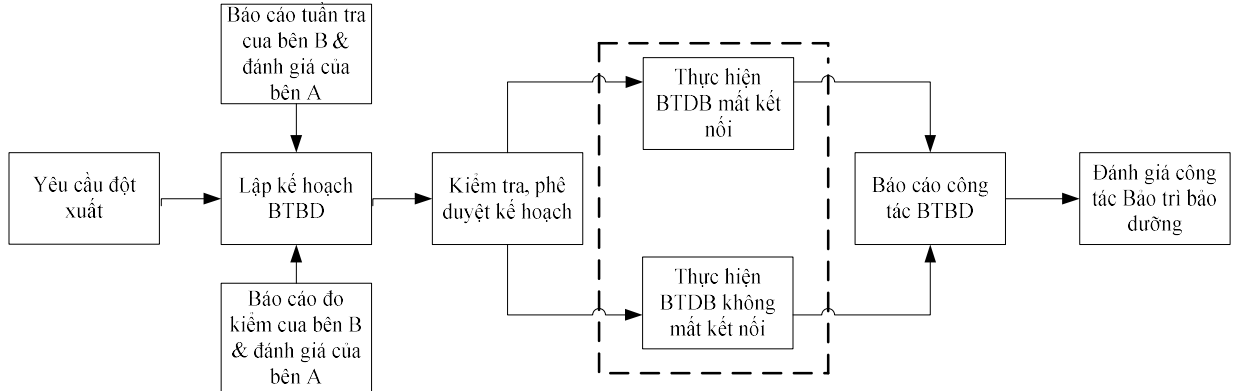 Báo cáo tuần tra
cua bên B &
đánh giá của
bên A
Yêu cầu đột
xuất
Lập kế hoạch
BTBD
Báo cáo đo
kiểm cua bên B
& đánh giá của
bên A
Kiểm tra, phê
duyệt kế hoạch
Thực hiện
BTDB mất kết
nối
Thực hiện
BTDB không
mất kết nối
Báo cáo công
tác BTBD
Đánh giá công
tác Bảo trì bảo
dưỡng